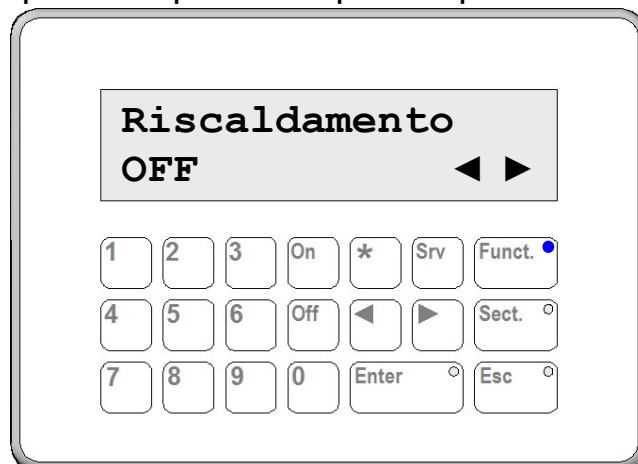 Riscaldamento
OFF ◄ ►
1 2 3 On * Srv Funct.
4 5 6 Off ◄ ► Sect.
7 8 9 0 Enter Esc